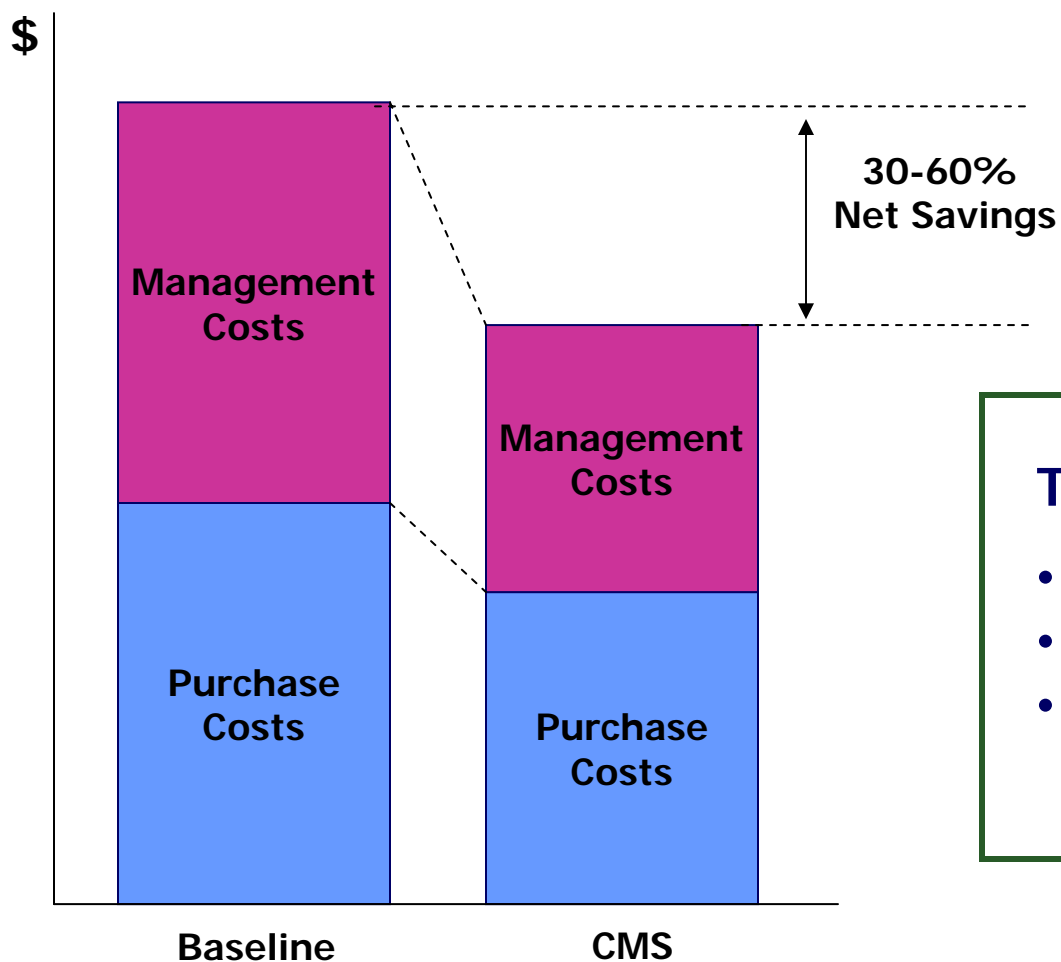 $
30-60%
Net Savings
Management
Costs
Management
Costs
Purchase
Costs
Purchase
Costs
Baseline
CMS
T
•
•
•